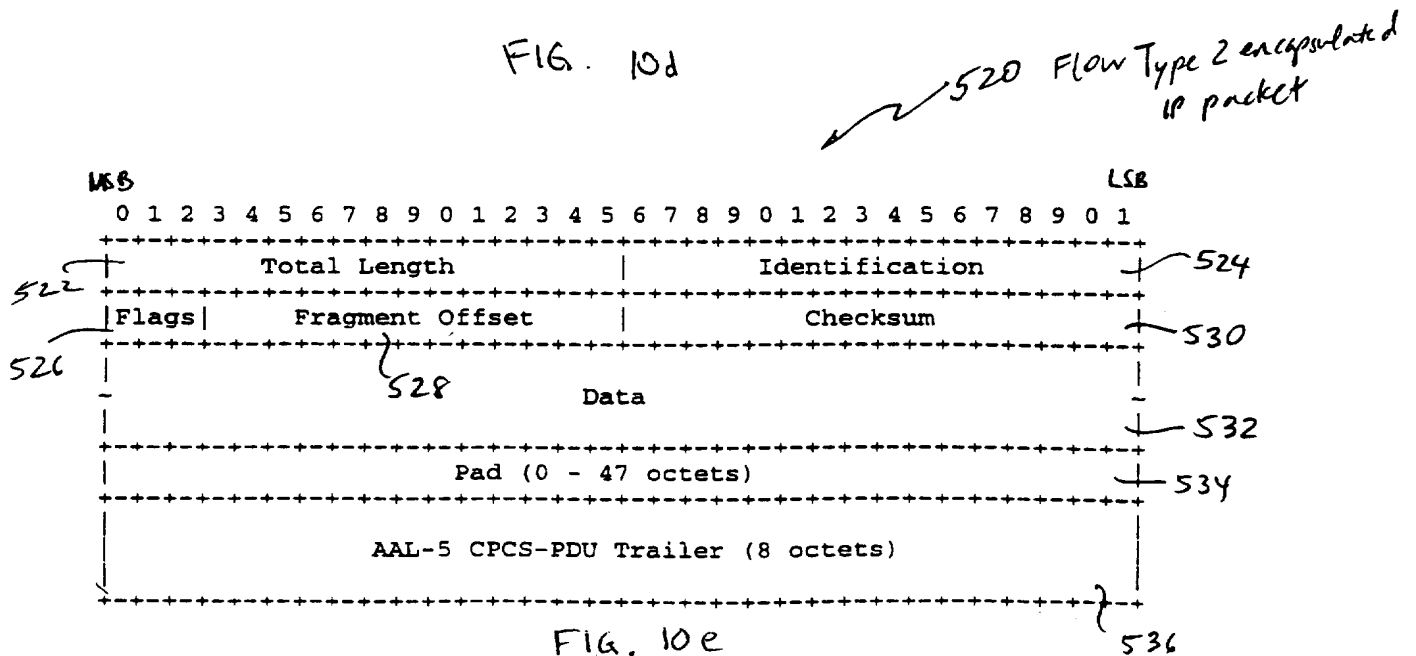 FIG. 10d
520 Flow Type 2 encapsulated
IP packet
MSB LSB
0 1 2 3 4 5 6 7 8 9 0 1 2 3 4 5 6 7 8 9 0 1 2 3 4 5 6 7 8 9 0 1
+-+-+-+-+-+-+-+-+-+-+-+-+-+-+-+-+-+-+-+-+-+-+-+-+-+-+-+-+-+-+-+-+
522 | Total Length | Identification | 524
+-+-+-+-+-+-+-+-+-+-+-+-+-+-+-+-+-+-+-+-+-+-+-+-+-+-+-+-+-+-+-+-+
526 |Flags| Fragment Offset | Checksum | 530
+-+-+-+-+-+-+-+-+-+-+-+-+-+-+-+-+-+-+-+-+-+-+-+-+-+-+-+-+-+-+-+-+
528
~ Data ~
532
+-+-+-+-+-+-+-+-+-+-+-+-+-+-+-+-+-+-+-+-+-+-+-+-+-+-+-+-+-+-+-+-+
| Pad (0 - 47 octets) | 534
+-+-+-+-+-+-+-+-+-+-+-+-+-+-+-+-+-+-+-+-+-+-+-+-+-+-+-+-+-+-+-+-+
| AAL-5 CPCS-PDU Trailer (8 octets) |
+-+-+-+-+-+-+-+-+-+-+-+-+-+-+-+-+-+-+-+-+-+-+-+-+-+-+-+-+-+-+-+-+
536
FIG. 10e